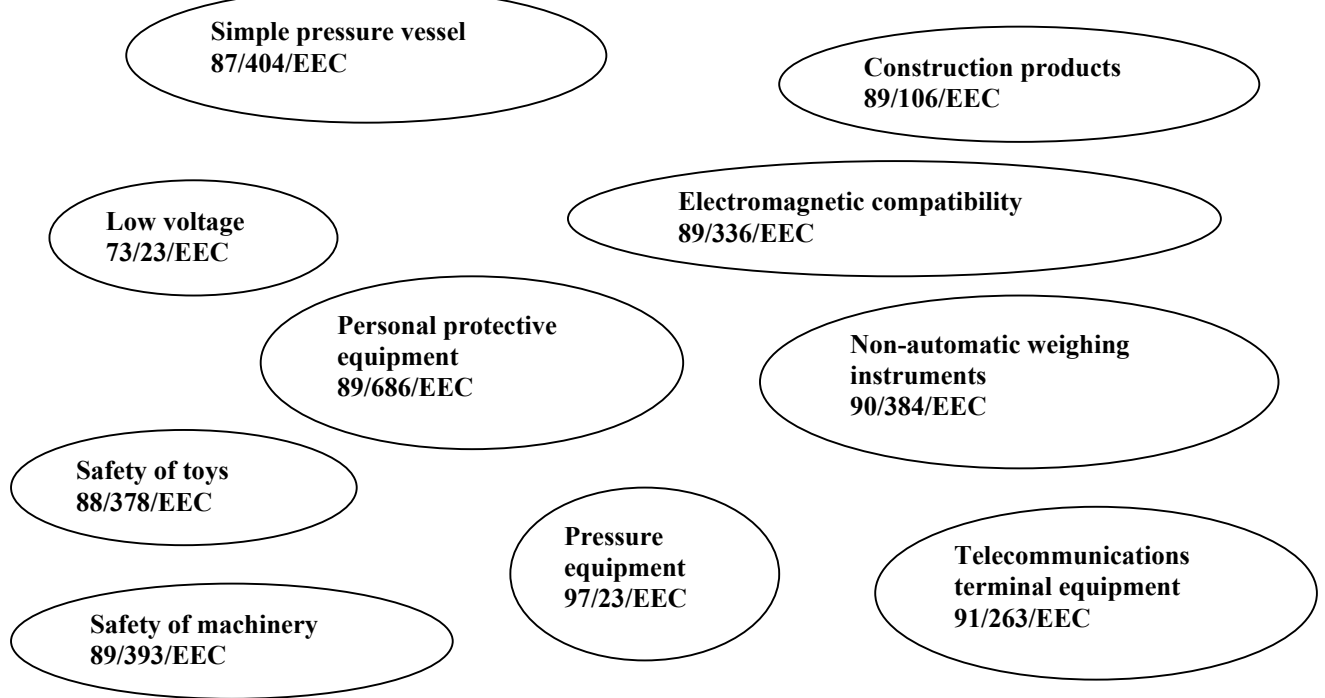 Simple pressure vessel
87/404/EEC
Construction products
89/106/EEC
Low voltage
73/23/EEC
Electromagnetic compatibility
89/336/EEC
Personal protective
equipment
89/686/EEC
Non-automatic weighing
instruments
90/384/EEC
Safety of toys
88/378/EEC
Pressure
equipment
97/23/EEC
Telecommunications
terminal equipment
91/263/EEC
Safety of machinery
89/393/EEC